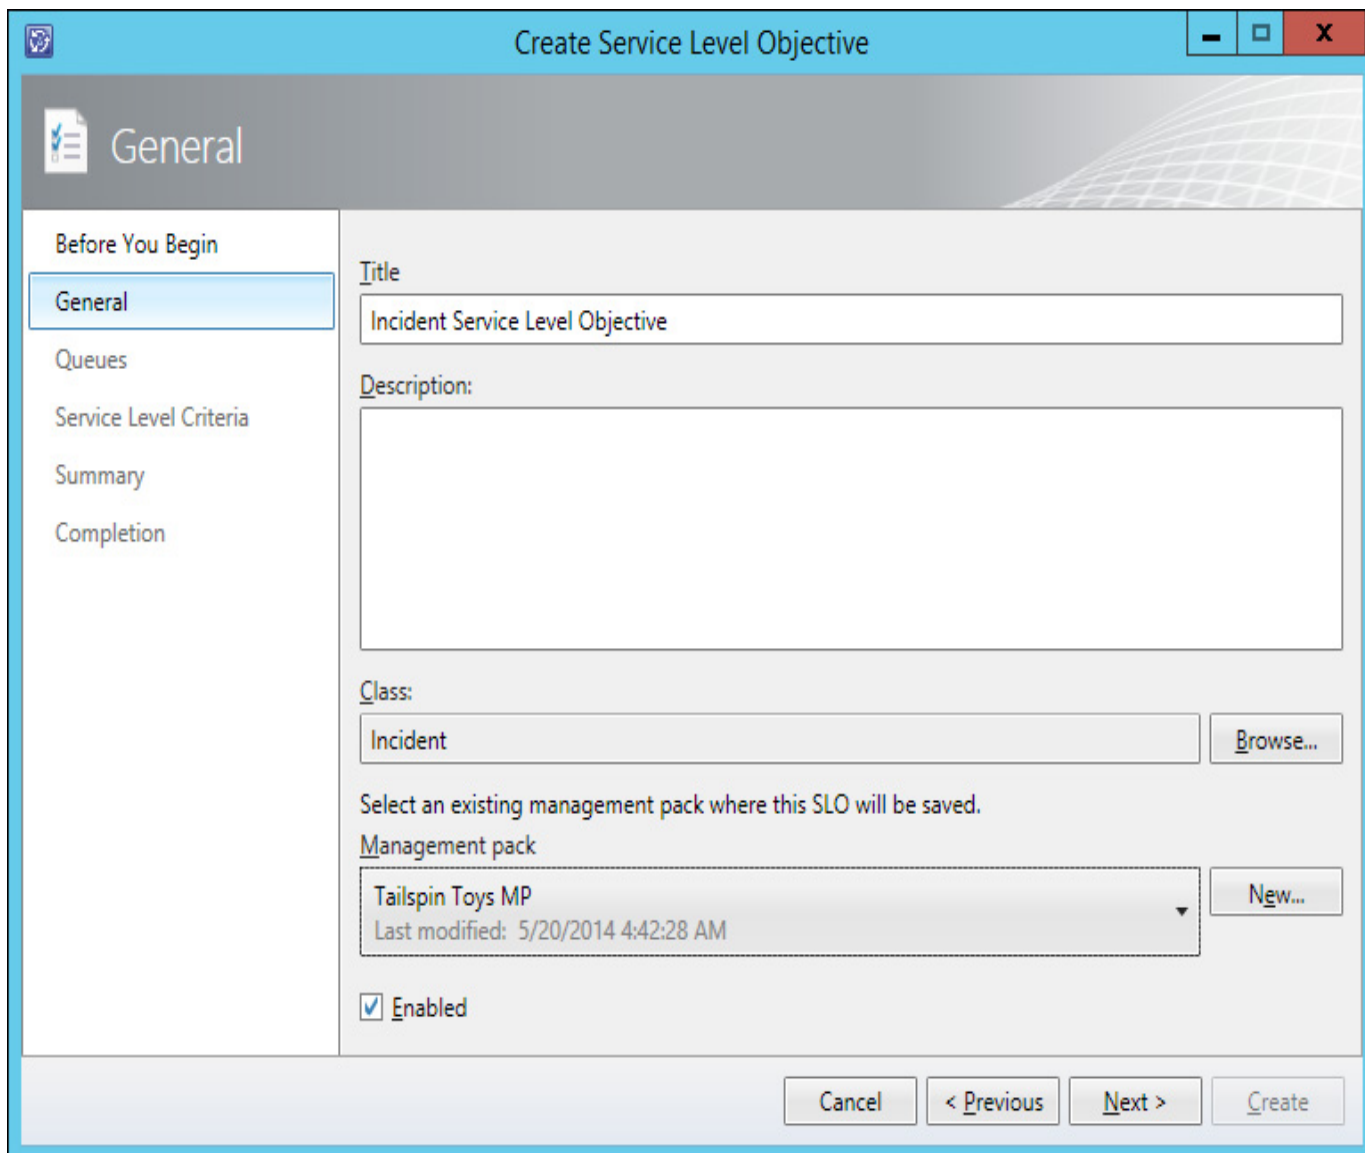 Create Service Level Objective
General
Before You Begin
General
Queues
Service Level Criteria
Summary
Completion
Title
Incident Service Level Objective
Description:
Class:
Incident
Browse...
Select an existing management pack where this SLO will be saved.
Management pack
Tailspin Toys MP
Last modified: 5/20/2014 4:42:28 AM
New...
Enabled
Cancel
< Previous
Next >
Create